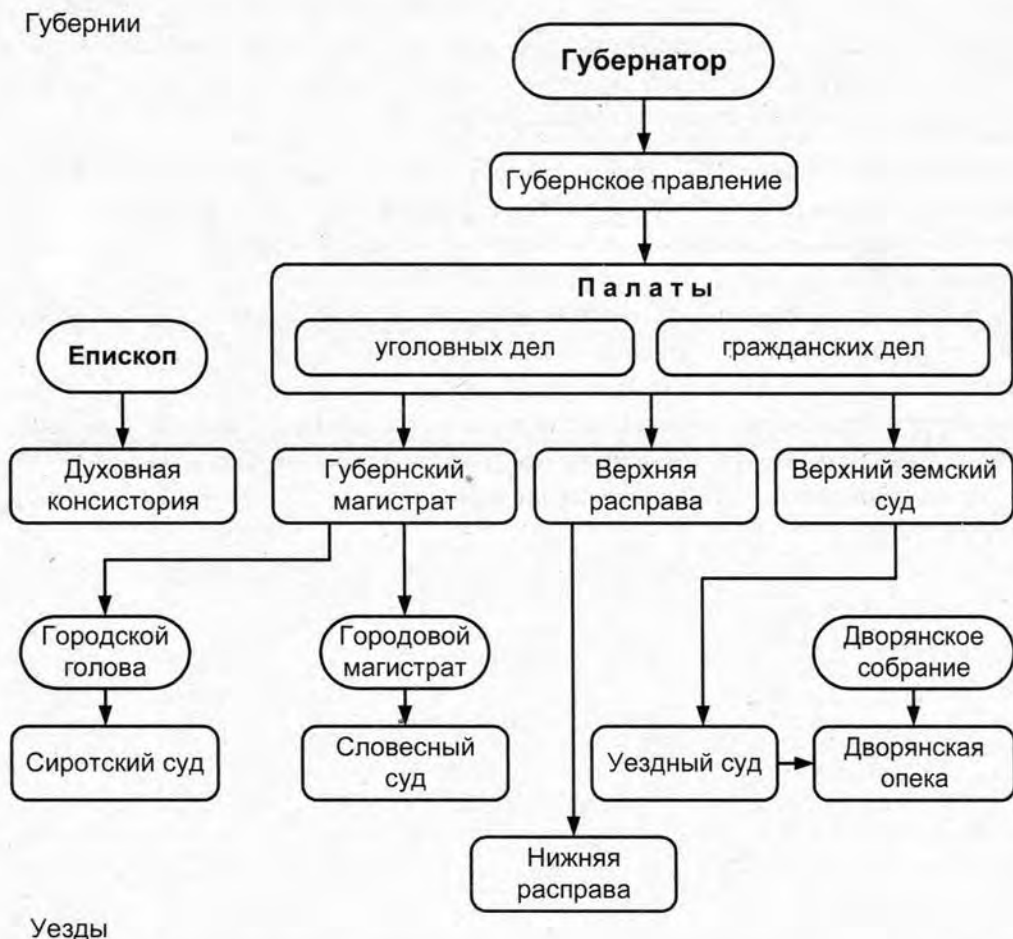 Губернии
Губернатор
Губернское правление
Палаты
уголовных дел
гражданских дел
Епископ
Духовная
консистория
Губернский
магистрат
Верхняя
расправа
Верхний земский
суд
Городской
голова
Городовой
магистрат
Дворянское
собрание
Сиротский суд
Словесный
суд
Уездный суд
Дворянская
опека
Нижняя
расправа
Уезды